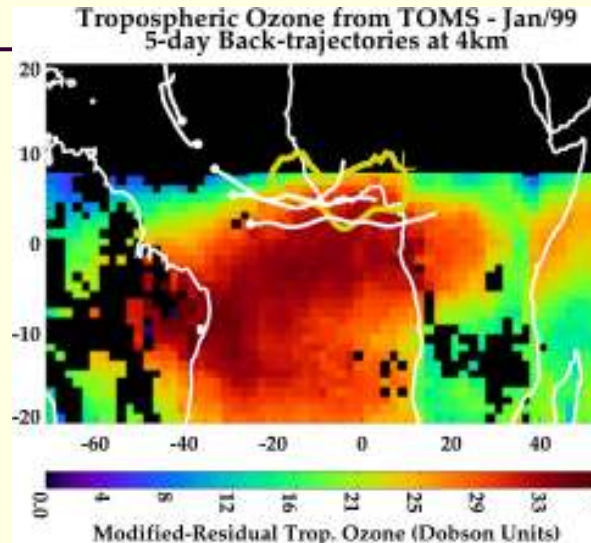 Tropospheric Ozone from TOMS - Jan/99
5-day Back-trajectories at 4km
20
10
0
-10
-20
-60 -40 -20 0 20 40
0.0 4 8 12 16 21 25 29 33
Modified-Residual Trop. Ozone (Dobson Units)